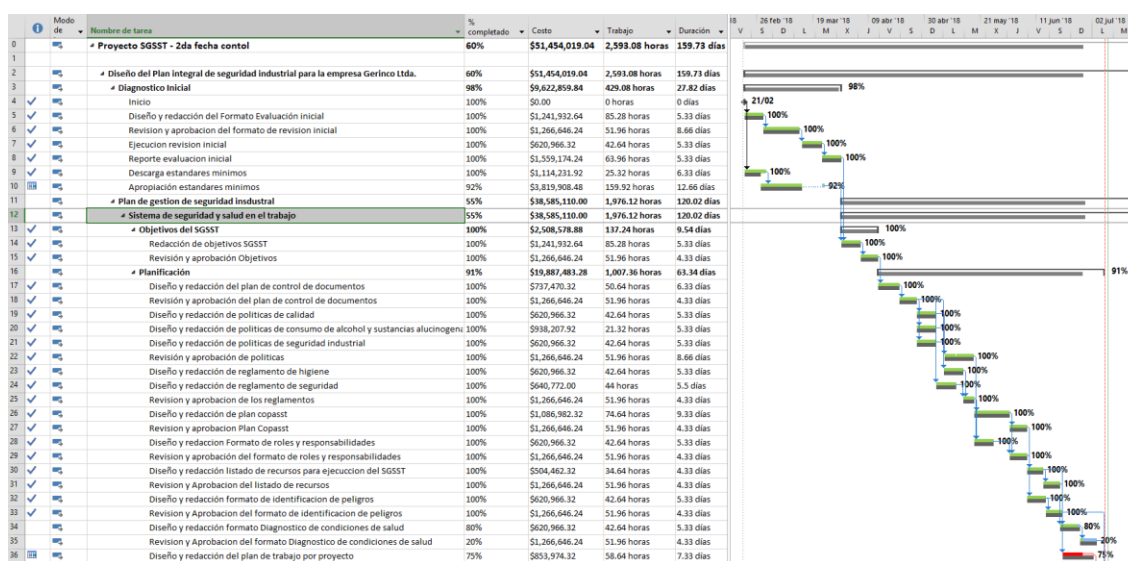 Modo de | Nombre de tarea | % completado | Costo | Trabajo | Duración | 26 feb '18 | 19 mar '18 | 09 abr '18 | 30 abr '18 | 21 may '18 | 11 jun '18 | 02 jul '18
V S D L M X J V S D L M X J V S D L M
0 Proyecto SGSST - 2da fecha contol 60% $51,454,019.04 2,593.08 horas 159.73 días
1
2 Diseño del Plan integral de seguridad industrial para la empresa Gerinco Ltda. 60% $51,454,019.04 2,593.08 horas 159.73 días
3 Diagnostico Inicial 98% $9,622,859.84 429.08 horas 27.82 días 98%
4 Inicio 100% $0.00 0 horas 0 días 21/02
5 Diseño y redacción del Formato Evaluación inicial 100% $1,241,932.64 85.28 horas 5.33 días 100%
6 Revision y aprobacion del formato de revision inicial 100% $1,266,646.24 51.96 horas 8.66 días 100%
7 Ejecucion revision inicial 100% $620,966.32 42.64 horas 5.33 días 100%
8 Reporte evaluacion inicial 100% $1,559,174.24 63.96 horas 5.33 días 100%
9 Descarga estandares minimos 100% $1,114,231.92 25.32 horas 6.33 días 100%
10 Apropiación estandares minimos 92% $3,819,908.48 159.92 horas 12.66 días 92%
11 Plan de gestion de seguridad insdustral 55% $38,585,110.00 1,976.12 horas 120.02 días
12 Sistema de seguridad y salud en el trabajo 55% $38,585,110.00 1,976.12 horas 120.02 días
13 Objetivos del SGSST 100% $2,508,578.88 137.24 horas 9.54 días 100%
14 Redacción de objetivos SGSST 100% $1,241,932.64 85.28 horas 5.33 días 100%
15 Revisión y aprobación Objetivos 100% $1,266,646.24 51.96 horas 4.33 días 100%
16 Planificación 91% $19,887,483.28 1,007.36 horas 63.34 días 91%
17 Diseño y redacción del plan de control de documentos 100% $737,470.32 50.64 horas 6.33 días 100%
18 Revisión y aprobación del plan de control de documentos 100% $1,266,646.24 51.96 horas 4.33 días 100%
19 Diseño y redacción de politicas de calidad 100% $620,966.32 42.64 horas 5.33 días 100%
20 Diseño y redacción de politicas de consumo de alcohol y sustancias alucinogena 100% $938,207.92 21.32 horas 5.33 días 100%
21 Diseño y redacción de politicas de seguridad industrial 100% $620,966.32 42.64 horas 5.33 días 100%
22 Revisión y aprobación de politicas 100% $1,266,646.24 51.96 horas 8.66 días 100%
23 Diseño y redacción de reglamento de higiene 100% $620,966.32 42.64 horas 5.33 días 100%
24 Diseño y redacción de reglamento de seguridad 100% $640,772.00 44 horas 5.5 días 100%
25 Revision y aprobacion de los reglamentos 100% $1,266,646.24 51.96 horas 4.33 días 100%
26 Diseño y redacción de plan copasst 100% $1,086,982.32 74.64 horas 9.33 días 100%
27 Revision y aprobacion Plan Copasst 100% $1,266,646.24 51.96 horas 4.33 días 100%
28 Diseño y redaccion Formato de roles y responsabilidades 100% $620,966.32 42.64 horas 5.33 días 100%
29 Revision y aprobación del formato de roles y responsabilidades 100% $1,266,646.24 51.96 horas 4.33 días 100%
30 Diseño y redacción listado de recursos para ejecuccion del SGSST 100% $504,462.32 34.64 horas 4.33 días 100%
31 Revision y Aprobacion del listado de recursos 100% $1,266,646.24 51.96 horas 4.33 días 100%
32 Diseño y redacción formato de identificacion de peligros 100% $620,966.32 42.64 horas 5.33 días 100%
33 Revision y Aprobacion del formato de identificacion de peligros 100% $1,266,646.24 51.96 horas 4.33 días 100%
34 Diseño y redacción formato Diagnostico de condiciones de salud 80% $620,966.32 42.64 horas 5.33 días 80%
35 Revision y Aprobacion del formato Diagnostico de condiciones de salud 20% $1,266,646.24 51.96 horas 4.33 días 20%
36 Diseño y redacción del plan de trabajo por proyecto 75% $853,974.32 58.64 horas 7.33 días 75%